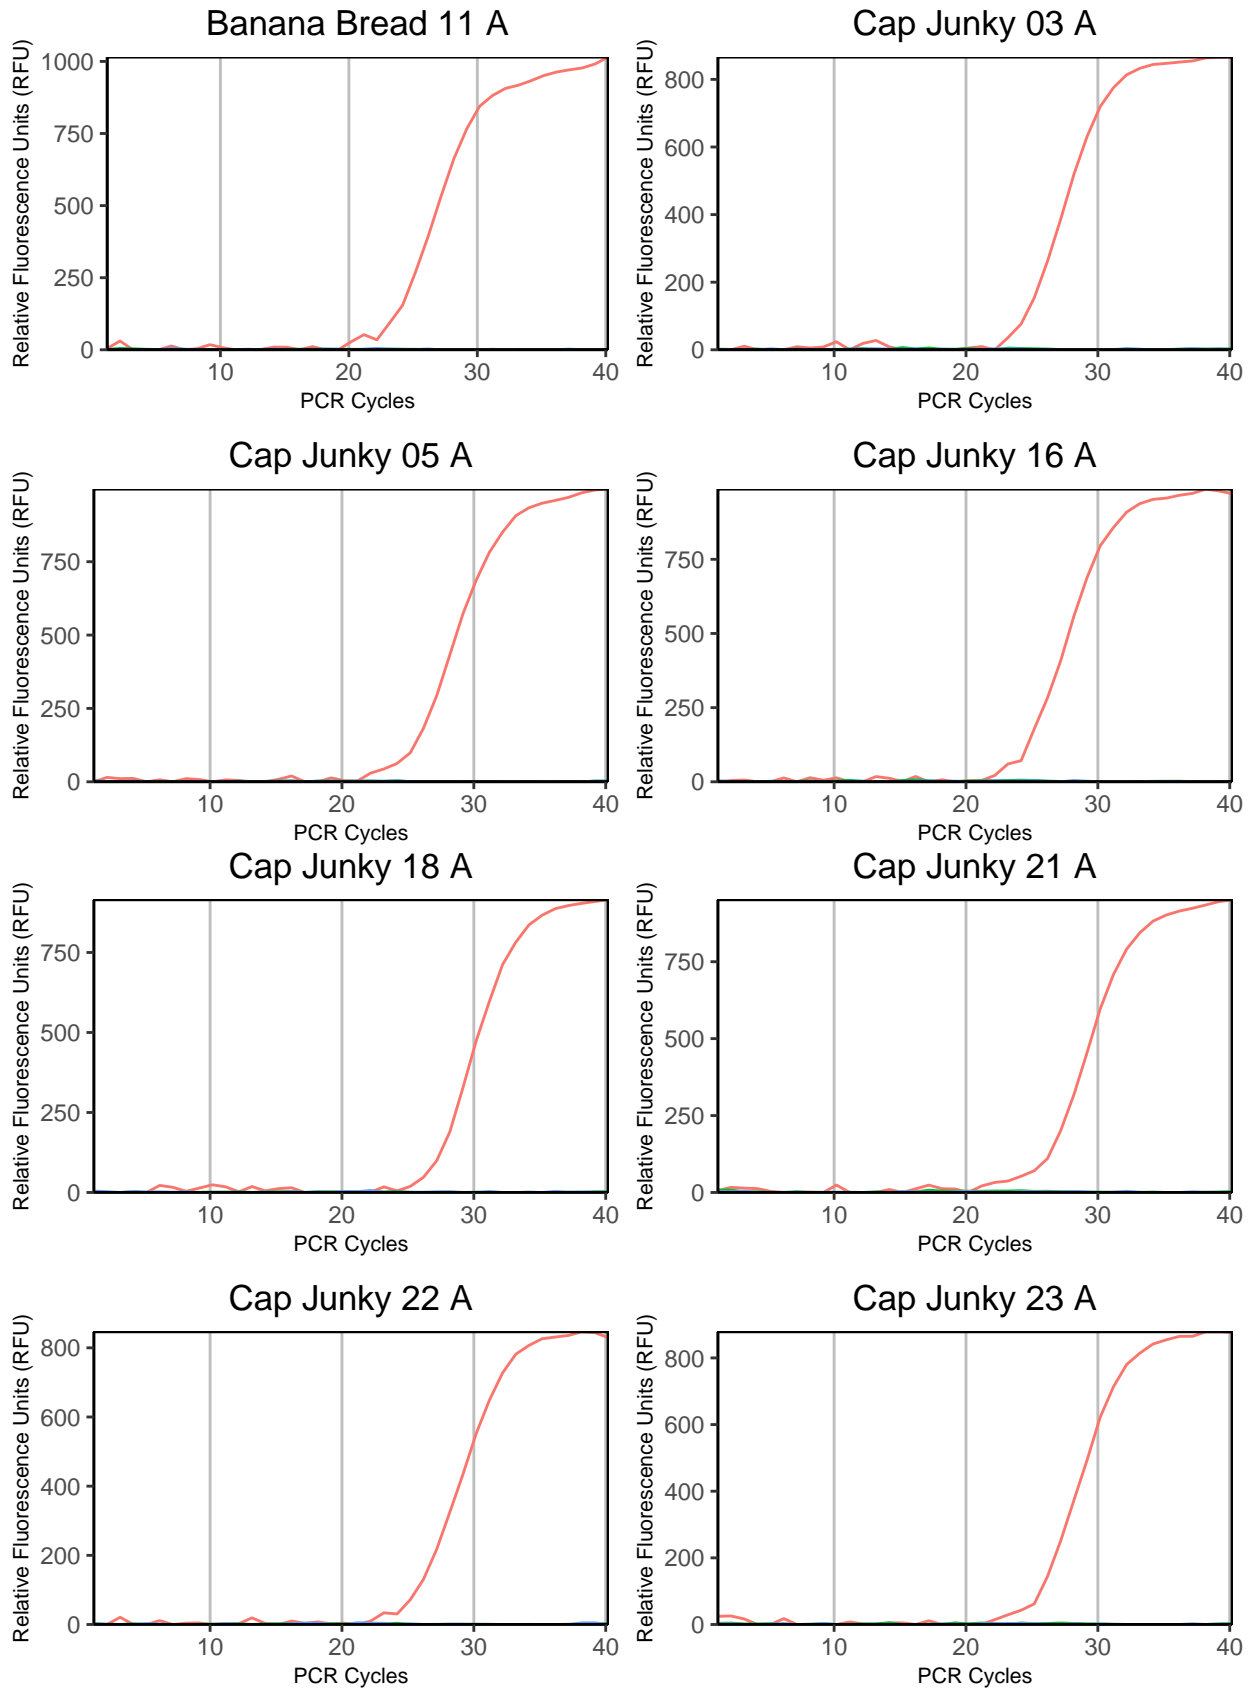 Banana Bread 11 A
Relative Fluorescence Units (RFU)
1000
750
500
250
0
10
20
30
40
PCR Cycles
Cap Junky 03 A
Relative Fluorescence Units (RFU)
800
600
400
200
0
10
20
30
40
PCR Cycles
Cap Junky 05 A
Relative Fluorescence Units (RFU)
750
500
250
0
10
20
30
40
PCR Cycles
Cap Junky 16 A
Relative Fluorescence Units (RFU)
750
500
250
0
10
20
30
40
PCR Cycles
Cap Junky 18 A
Relative Fluorescence Units (RFU)
750
500
250
0
10
20
30
40
PCR Cycles
Cap Junky 21 A
Relative Fluorescence Units (RFU)
750
500
250
0
10
20
30
40
PCR Cycles
Cap Junky 22 A
Relative Fluorescence Units (RFU)
800
600
400
200
0
10
20
30
40
PCR Cycles
Cap Junky 23 A
Relative Fluorescence Units (RFU)
800
600
400
200
0
10
20
30
40
PCR Cycles